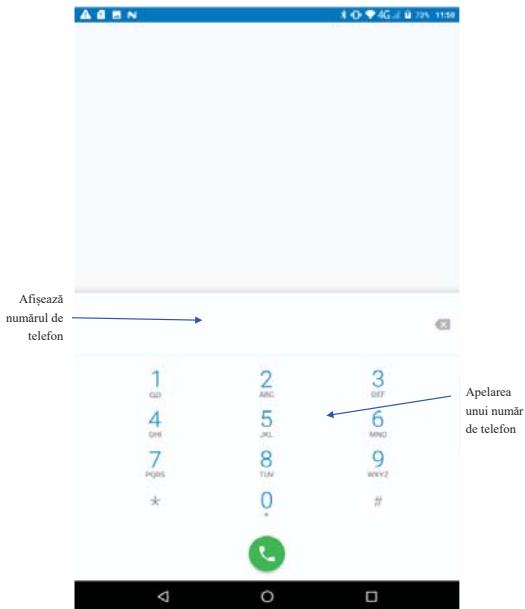 4G 72% 11:58
Afișează
numărul de
telefon
1 2 3
ABC DEF
Apelarea
unui număr
de telefon
4 5 6
GHI JKL MNO
7 8 9
PQRS TUV WXYZ
* 0 #
+